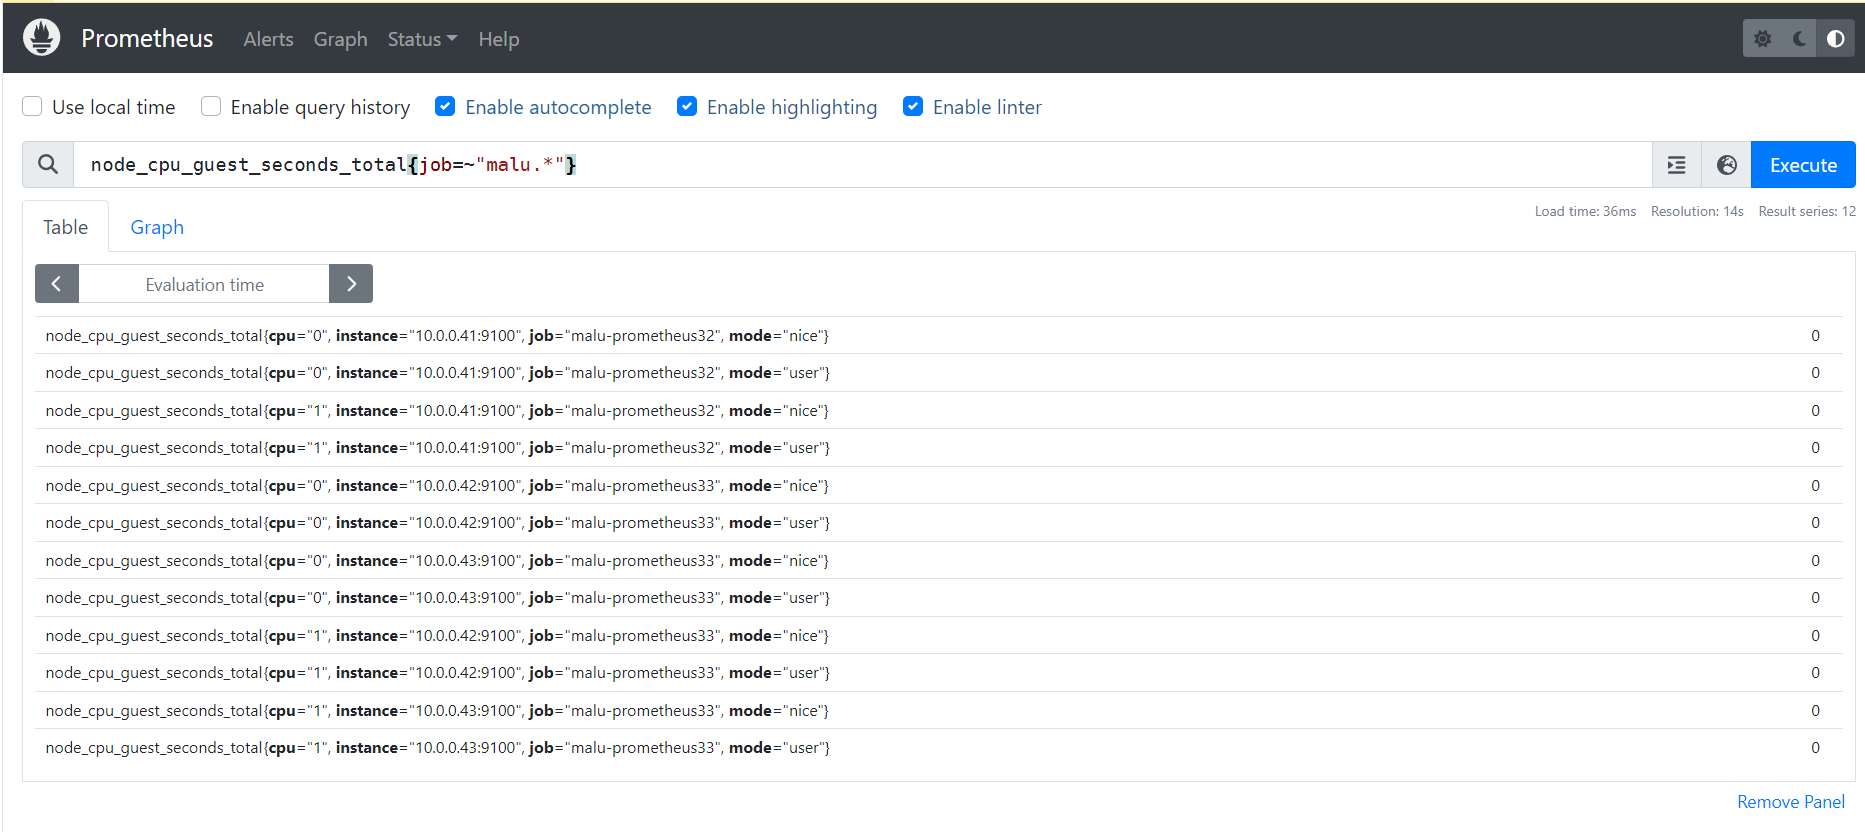 Prometheus Alerts Graph Status Help
Use local time Enable query history Enable autocomplete Enable highlighting Enable linter
node_cpu_guest_seconds_total{job=~"malu.*"} Execute
Load time: 36ms Resolution: 14s Result series: 12
Table Graph
Evaluation time
node_cpu_guest_seconds_total{cpu="0", instance="10.0.0.41:9100", job="malu-prometheus32", mode="nice"} 0
node_cpu_guest_seconds_total{cpu="0", instance="10.0.0.41:9100", job="malu-prometheus32", mode="user"} 0
node_cpu_guest_seconds_total{cpu="1", instance="10.0.0.41:9100", job="malu-prometheus32", mode="nice"} 0
node_cpu_guest_seconds_total{cpu="1", instance="10.0.0.41:9100", job="malu-prometheus32", mode="user"} 0
node_cpu_guest_seconds_total{cpu="0", instance="10.0.0.42:9100", job="malu-prometheus33", mode="nice"} 0
node_cpu_guest_seconds_total{cpu="0", instance="10.0.0.42:9100", job="malu-prometheus33", mode="user"} 0
node_cpu_guest_seconds_total{cpu="0", instance="10.0.0.43:9100", job="malu-prometheus33", mode="nice"} 0
node_cpu_guest_seconds_total{cpu="0", instance="10.0.0.43:9100", job="malu-prometheus33", mode="user"} 0
node_cpu_guest_seconds_total{cpu="1", instance="10.0.0.42:9100", job="malu-prometheus33", mode="nice"} 0
node_cpu_guest_seconds_total{cpu="1", instance="10.0.0.42:9100", job="malu-prometheus33", mode="user"} 0
node_cpu_guest_seconds_total{cpu="1", instance="10.0.0.43:9100", job="malu-prometheus33", mode="nice"} 0
node_cpu_guest_seconds_total{cpu="1", instance="10.0.0.43:9100", job="malu-prometheus33", mode="user"} 0
Remove Panel